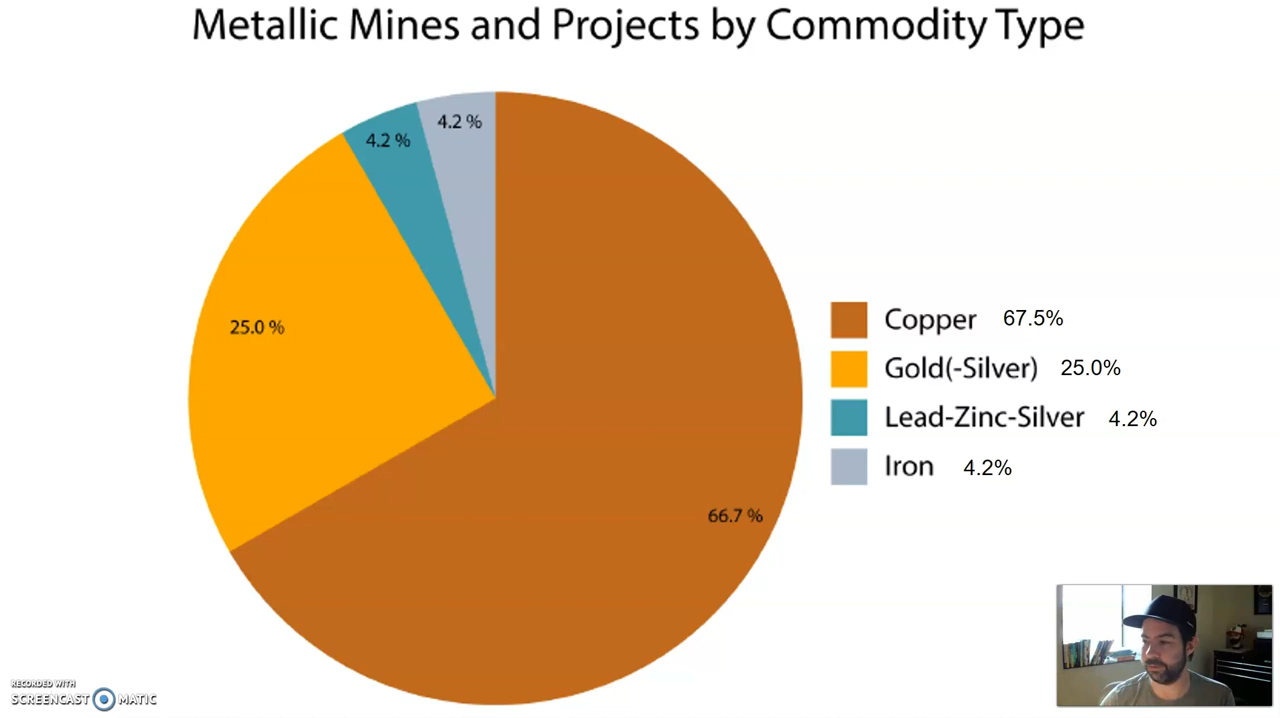 Metallic Mines and Projects by Commodity Type
4.2 %
4.2 %
25.0 %
Copper 67.5%
Gold(-Silver) 25.0%
Lead-Zinc-Silver 4.2%
Iron 4.2%
66.7 %
RECORDED WITH
SCREENCAST MATIC